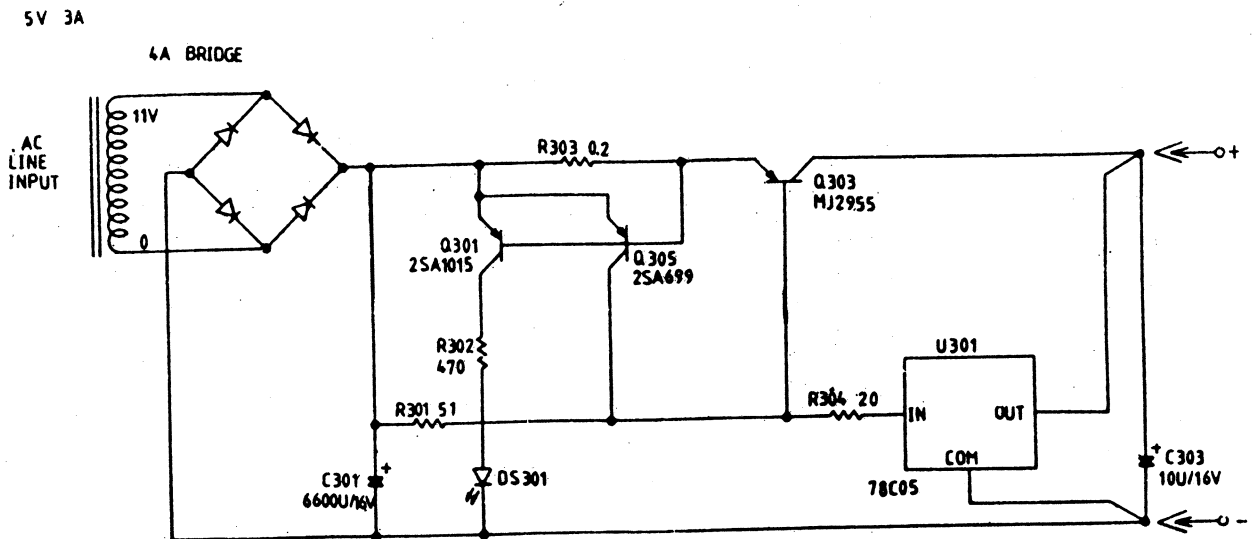 5V 3A
4A BRIDGE
11V
AC
LINE
INPUT
0
R303 0.2
Q303
MJ2955
+
Q301
2SA1015
Q305
2SA699
R302
470
U301
R301 51
R304 20
IN
OUT
COM
C301
+
6600U/16V
DS301
78C05
+
C303
10U/16V
-